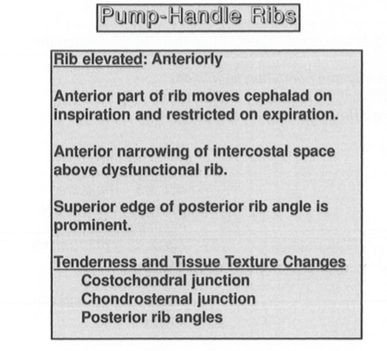 Pump-Handle Ribs
Rib elevated: Anteriorly
Anterior part of rib moves cephalad on
inspiration and restricted on expiration.
Anterior narrowing of intercostal space
above dysfunctional rib.
Superior edge of posterior rib angle is
prominent.
Tenderness and Tissue Texture Changes
Costochondral junction
Chondrosternal junction
Posterior rib angles